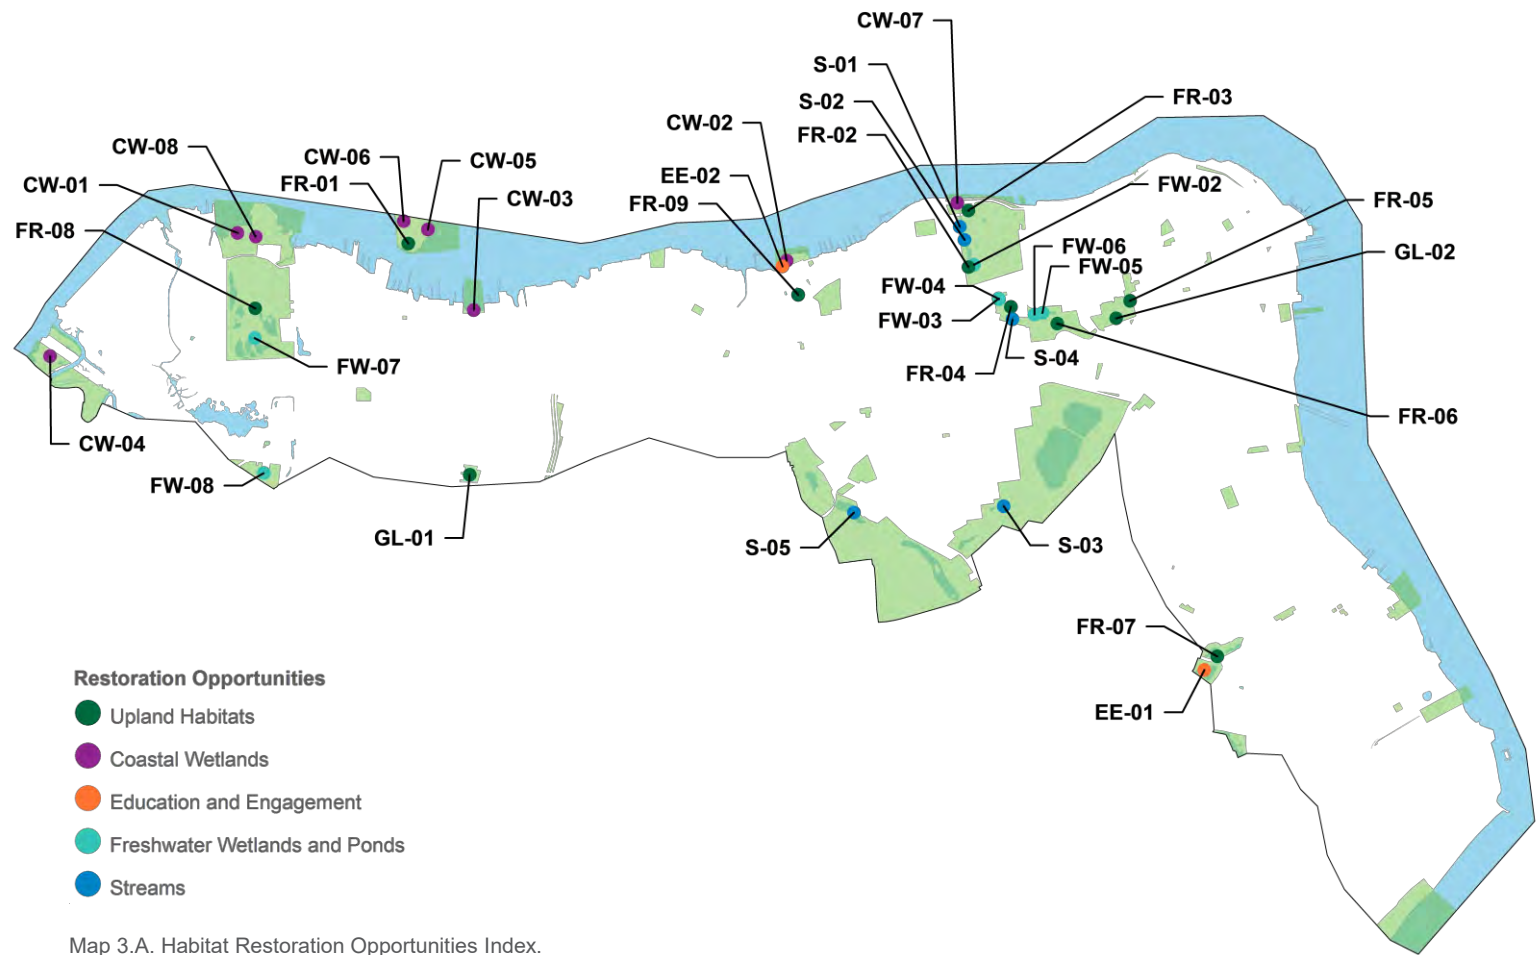 CW-07
S-01
S-02
FR-03
CW-02
FR-02
CW-08
CW-06
CW-05
EE-02
FR-01
FW-02
CW-01
CW-03
FR-05
FR-09
FR-08
FW-06
GL-02
FW-05
FW-04
FW-03
S-04
FW-07
FR-04
FR-06
CW-04
FW-08
GL-01
S-05
S-03
FR-07
EE-01
Restoration Opportunities
Upland Habitats
Coastal Wetlands
Education and Engagement
Freshwater Wetlands and Ponds
Streams
Map 3.A. Habitat Restoration Opportunities Index.